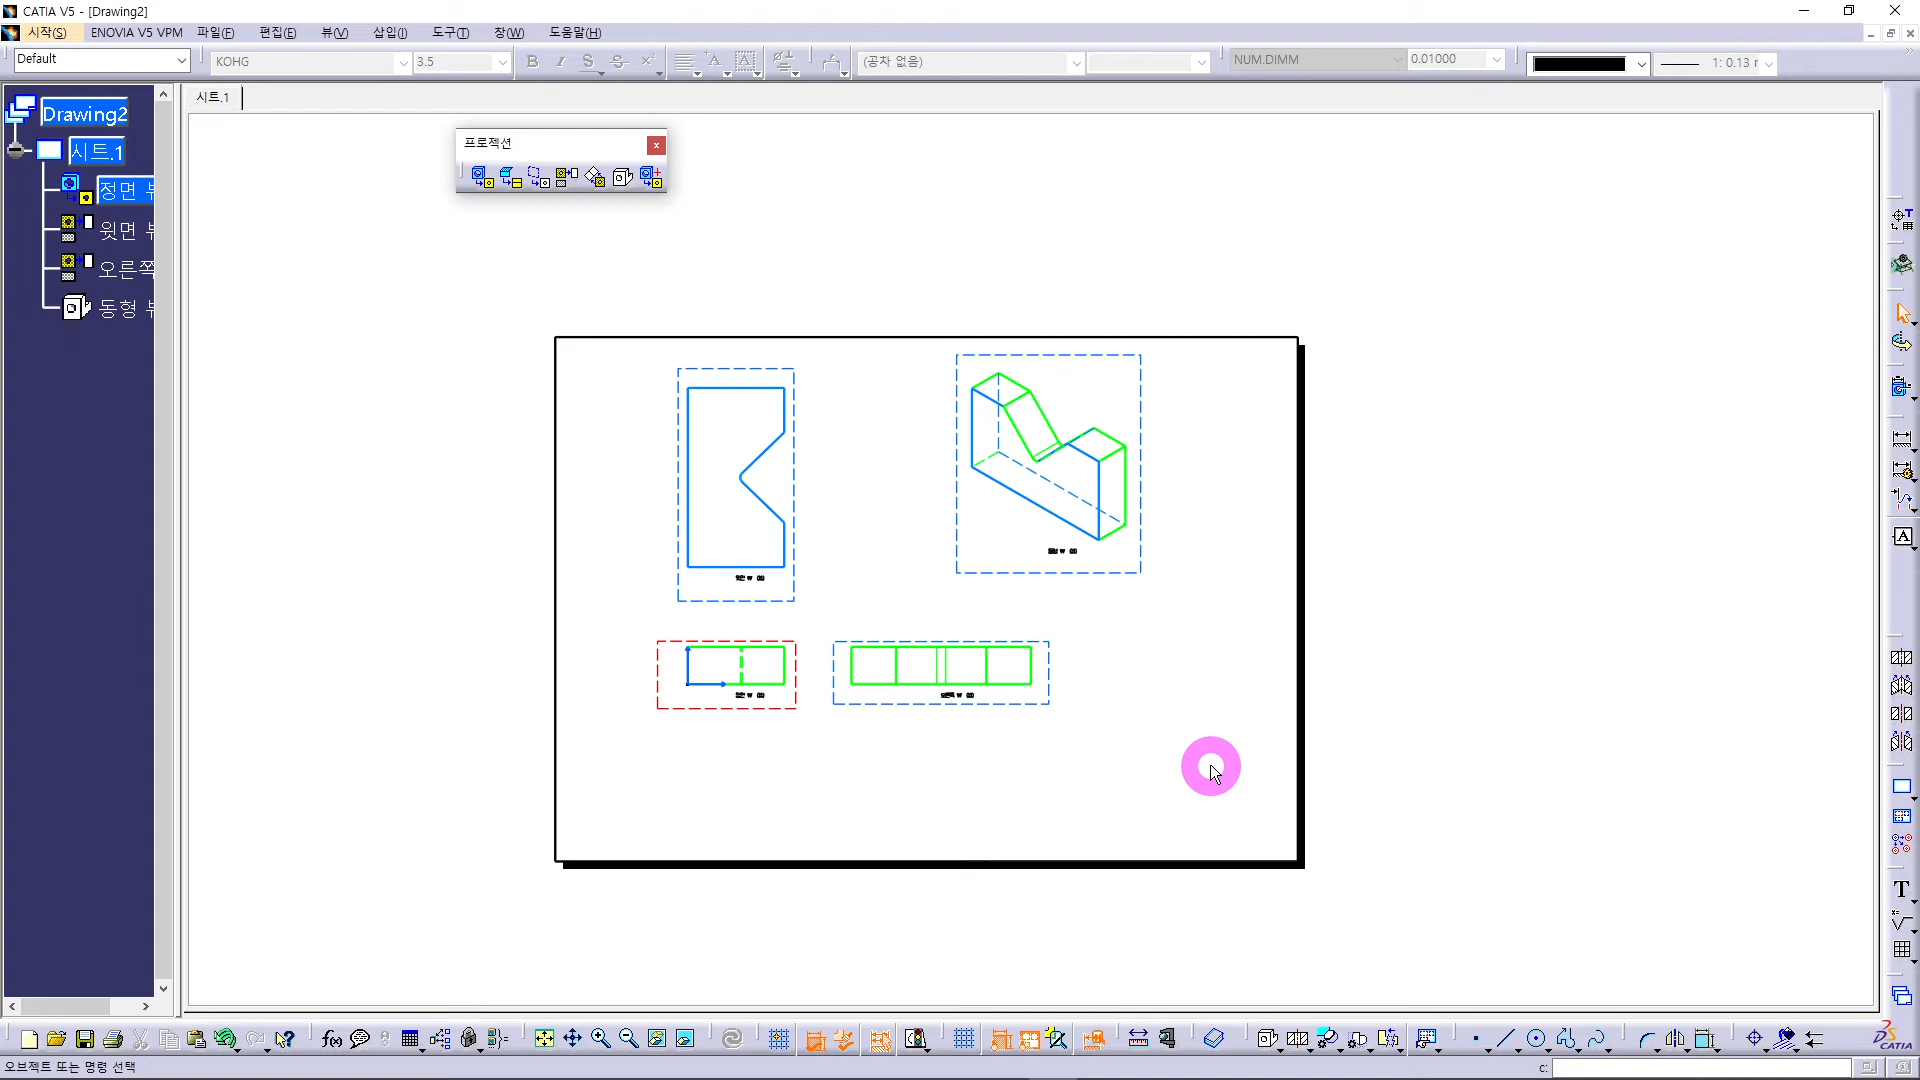 CATIA V5 - [Drawing2]
시작(S) ENOVIA V5 VPM 파일(F) 편집(E) 뷰(V) 삽입(I) 도구(T) 창(W) 도움말(H)
Default KOHG 3.5 B I S S (공차 없음) NUM.DIMM 0.01000 1: 0.13
시트.1
Drawing2
시트.1
정면
윗면
오른쪽
동형
프로젝션
오브젝트 또는 명령 선택
c:
CATIA